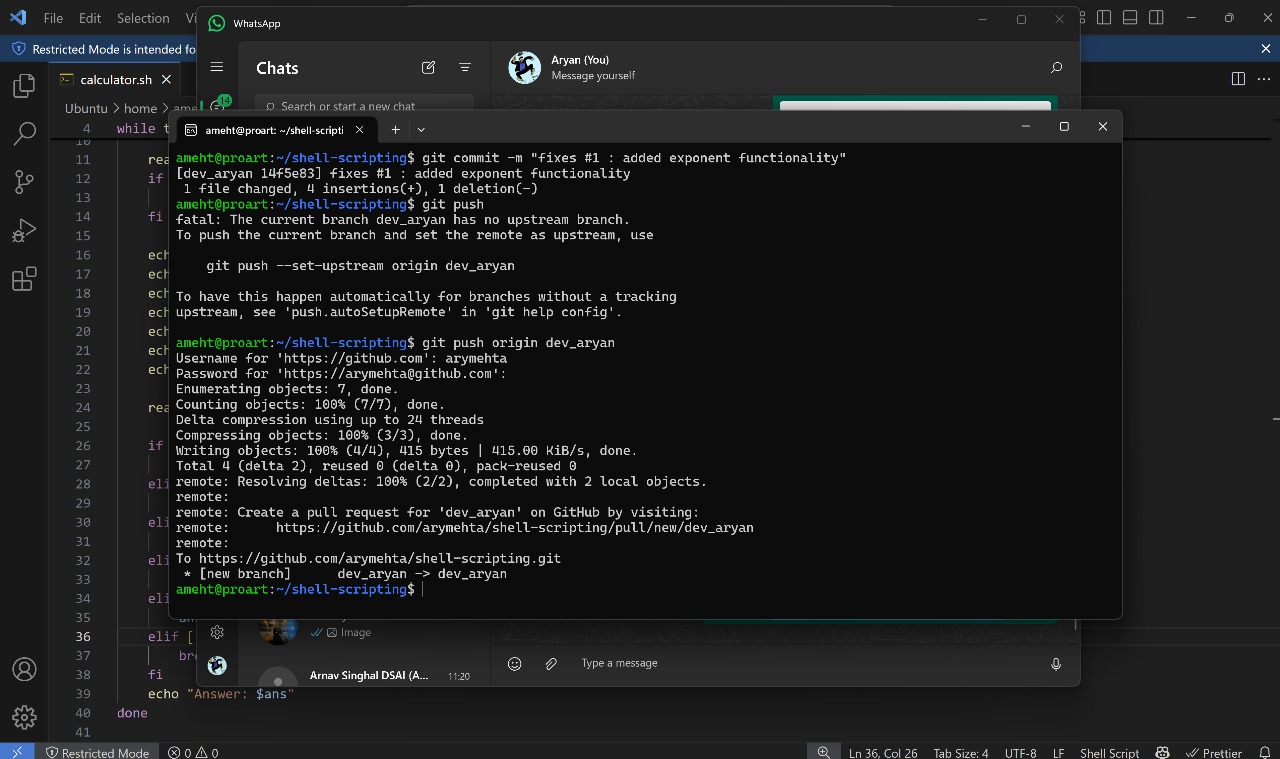 File Edit Selection Vi
WhatsApp
Restricted Mode is intended fo
calculator.sh
Chats
Aryan (You)
Message yourself
14
Search or start a new chat
Ubuntu > home > ame
4 while t
ameht@proart: ~/shell-scripti
ameht@proart:~/shell-scripting$ git commit -m "fixes #1 : added exponent functionality"
[dev_aryan 14f5e83] fixes #1 : added exponent functionality
1 file changed, 4 insertions(+), 1 deletion(-)
ameht@proart:~/shell-scripting$ git push
fatal: The current branch dev_aryan has no upstream branch.
To push the current branch and set the remote as upstream, use
git push --set-upstream origin dev_aryan
To have this happen automatically for branches without a tracking
upstream, see 'push.autoSetupRemote' in 'git help config'.
ameht@proart:~/shell-scripting$ git push origin dev_aryan
Username for 'https://github.com': arymehta
Password for 'https://arymehta@github.com':
Enumerating objects: 7, done.
Counting objects: 100% (7/7), done.
Delta compression using up to 24 threads
Compressing objects: 100% (3/3), done.
Writing objects: 100% (4/4), 415 bytes | 415.00 KiB/s, done.
Total 4 (delta 2), reused 0 (delta 0), pack-reused 0
remote: Resolving deltas: 100% (2/2), completed with 2 local objects.
remote:
remote: Create a pull request for 'dev_aryan' on GitHub by visiting:
remote: https://github.com/arymehta/shell-scripting/pull/new/dev_aryan
remote:
To https://github.com/arymehta/shell-scripting.git
* [new branch] dev_aryan -> dev_aryan
ameht@proart:~/shell-scripting$
10
11 rea
12 if
13
14 fi
15
16 ech
17 ech
18 ech
19 ech
20 ech
21 ech
22 ech
23
24 rea
25
26 if
27
28 eli
29
30 eli
31
32 eli
33
34 eli
35
36 elif [
37 br
38 fi
39 echo "Answer: $ans"
40 done
41
Image
Arnav Singhal DSAI (A... 11:20
Type a message
Restricted Mode 0 0 Ln 36, Col 26 Tab Size: 4 UTF-8 LF Shell Script Prettier